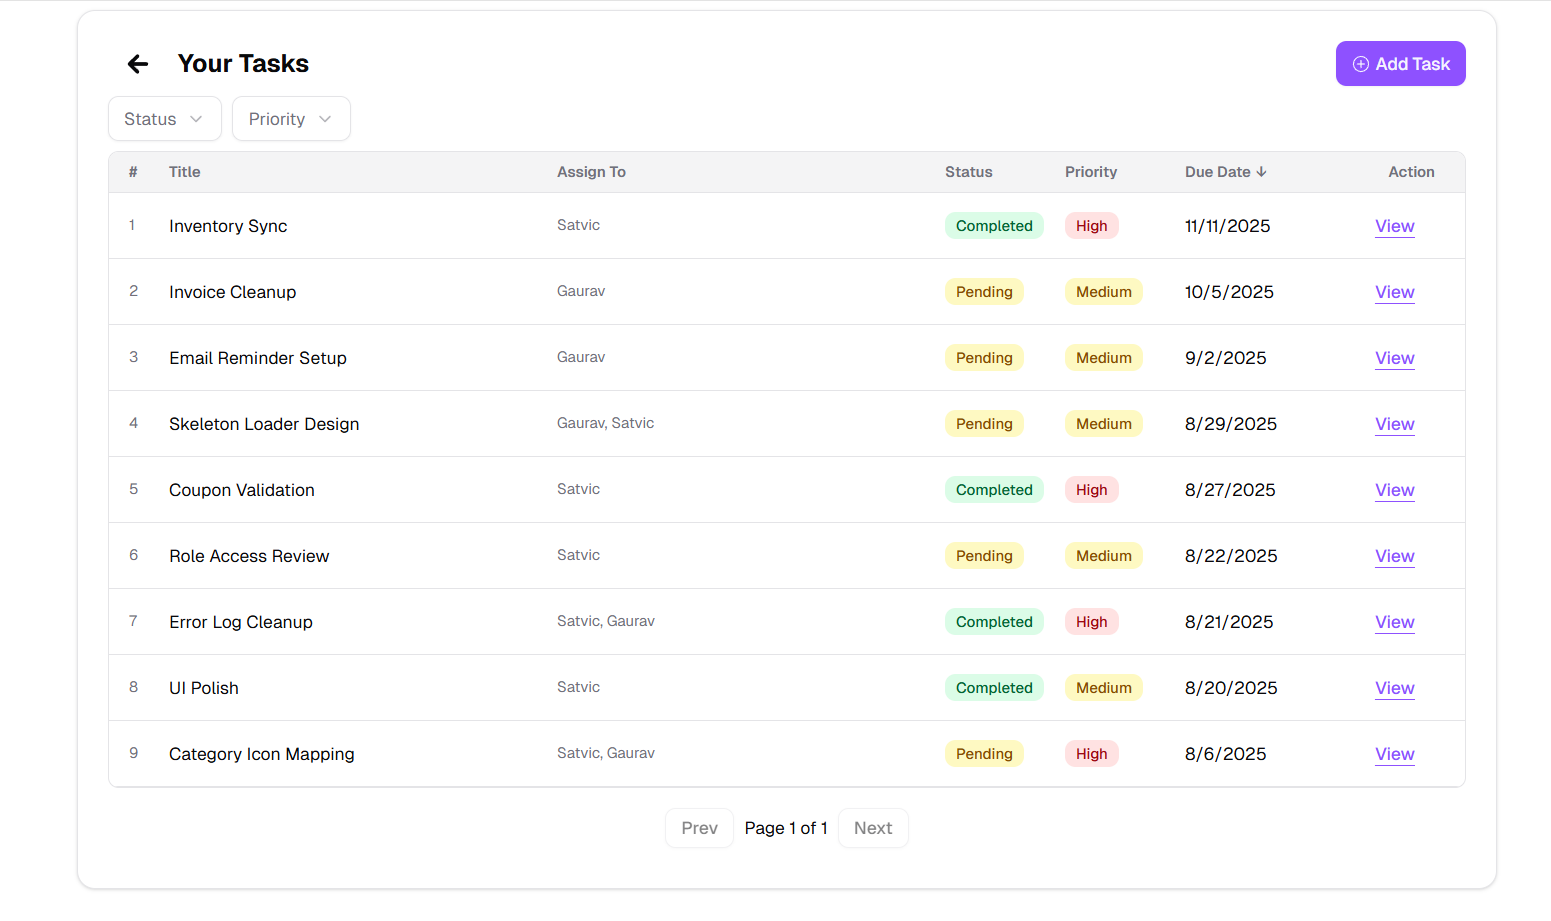 Your Tasks
Add Task
Status Priority
# Title Assign To Status Priority Due Date ↓ Action
1 Inventory Sync Satvic Completed High 11/11/2025 View
2 Invoice Cleanup Gaurav Pending Medium 10/5/2025 View
3 Email Reminder Setup Gaurav Pending Medium 9/2/2025 View
4 Skeleton Loader Design Gaurav, Satvic Pending Medium 8/29/2025 View
5 Coupon Validation Satvic Completed High 8/27/2025 View
6 Role Access Review Satvic Pending Medium 8/22/2025 View
7 Error Log Cleanup Satvic, Gaurav Completed High 8/21/2025 View
8 UI Polish Satvic Completed Medium 8/20/2025 View
9 Category Icon Mapping Satvic, Gaurav Pending High 8/6/2025 View
Prev Page 1 of 1 Next